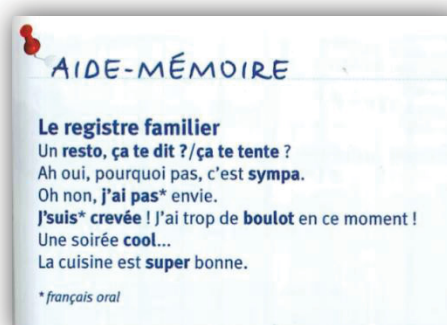 AIDE-MÉMOIRE
Le registre familier
Un resto, ça te dit ?/ça te tente ?
Ah oui, pourquoi pas, c'est sympa.
Oh non, j'ai pas* envie.
J'suis* crevée ! J'ai trop de boulot en ce moment !
Une soirée cool...
La cuisine est super bonne.
* français oral